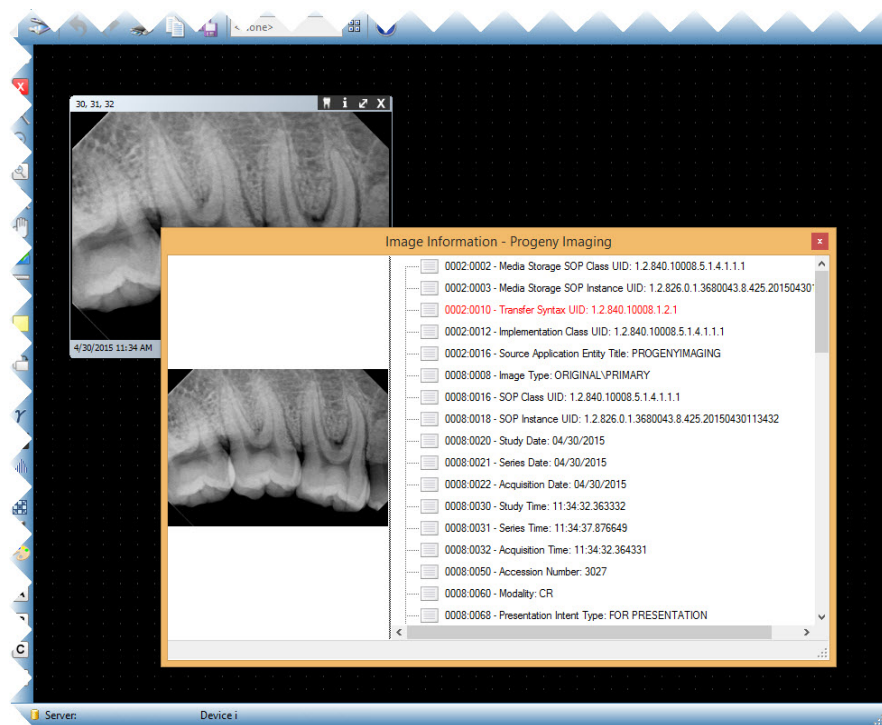 30, 31, 32
4/30/2015 11:34 AM
Image Information - Progeny Imaging
0002:0002 - Media Storage SOP Class UID: 1.2.840.10008.5.1.4.1.1.1
0002:0003 - Media Storage SOP Instance UID: 1.2.826.0.1.3680043.8.425.20150430
0002:0010 - Transfer Syntax UID: 1.2.840.10008.1.2.1
0002:0012 - Implementation Class UID: 1.2.840.10008.5.1.4.1.1.1
0002:0016 - Source Application Entity Title: PROGENYIMAGING
0008:0008 - Image Type: ORIGINAL\PRIMARY
0008:0016 - SOP Class UID: 1.2.840.10008.5.1.4.1.1.1
0008:0018 - SOP Instance UID: 1.2.826.0.1.3680043.8.425.20150430113432
0008:0020 - Study Date: 04/30/2015
0008:0021 - Series Date: 04/30/2015
0008:0022 - Acquisition Date: 04/30/2015
0008:0030 - Study Time: 11:34:32.363332
0008:0031 - Series Time: 11:34:37.876649
0008:0032 - Acquisition Time: 11:34:32.364331
0008:0050 - Accession Number: 3027
0008:0060 - Modality: CR
0008:0068 - Presentation Intent Type: FOR PRESENTATION
C
Server:
Device i